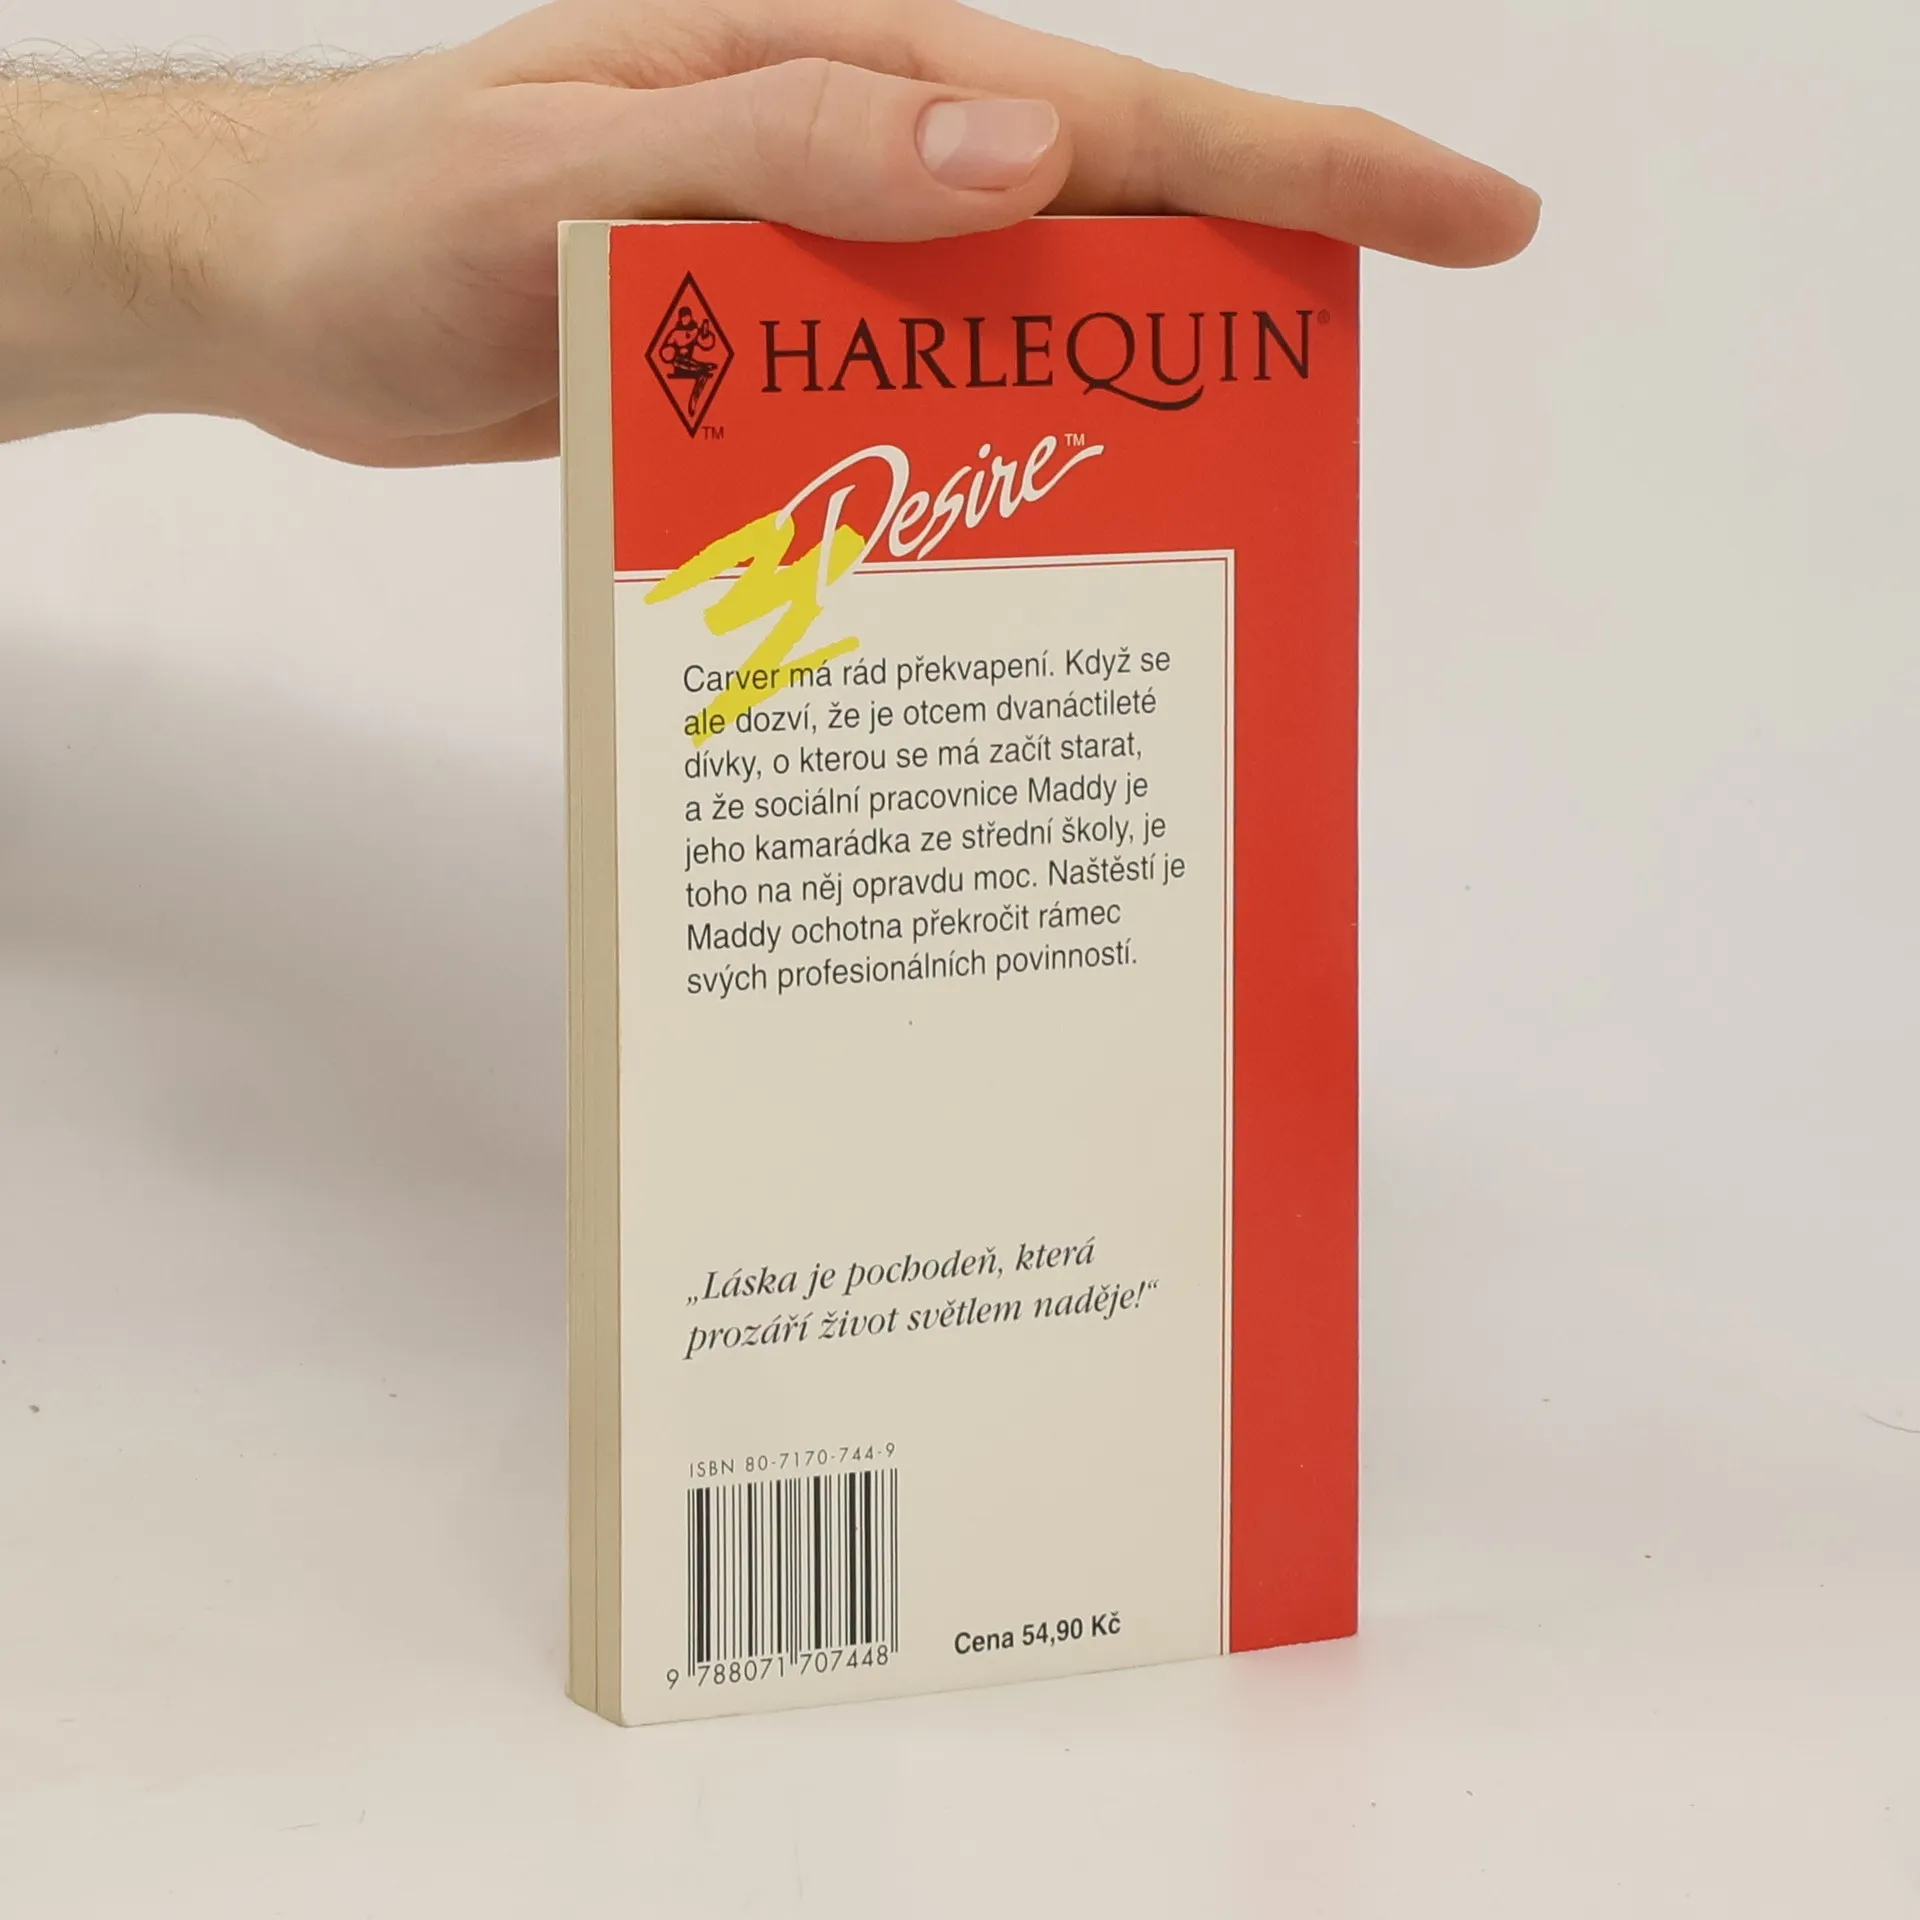 HARLEQUIN®
TM
Desire™
Carver má rád překvapení. Když se
ale dozví, že je otcem dvanáctileté
dívky, o kterou se má začít starat,
a že sociální pracovnice Maddy je
jeho kamarádka ze střední školy, je
toho na něj opravdu moc. Naštěstí je
Maddy ochotna překročit rámec
svých profesionálních povinností.
„Láska je pochodeň, která
prozáří život světlem naděje!“
ISBN 80-7170-744-9
9 788071 707448
Cena 54,90 Kč